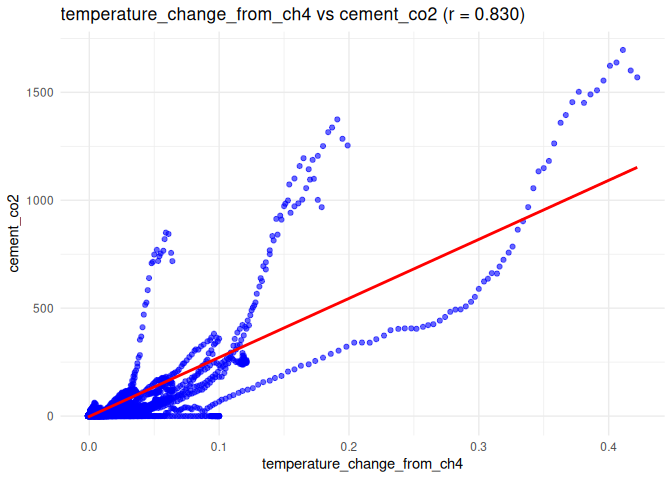 temperature_change_from_ch4 vs cement_co2 (r = 0.830)
1500
1000
500
0
cement_co2
0.0 0.1 0.2 0.3 0.4
temperature_change_from_ch4